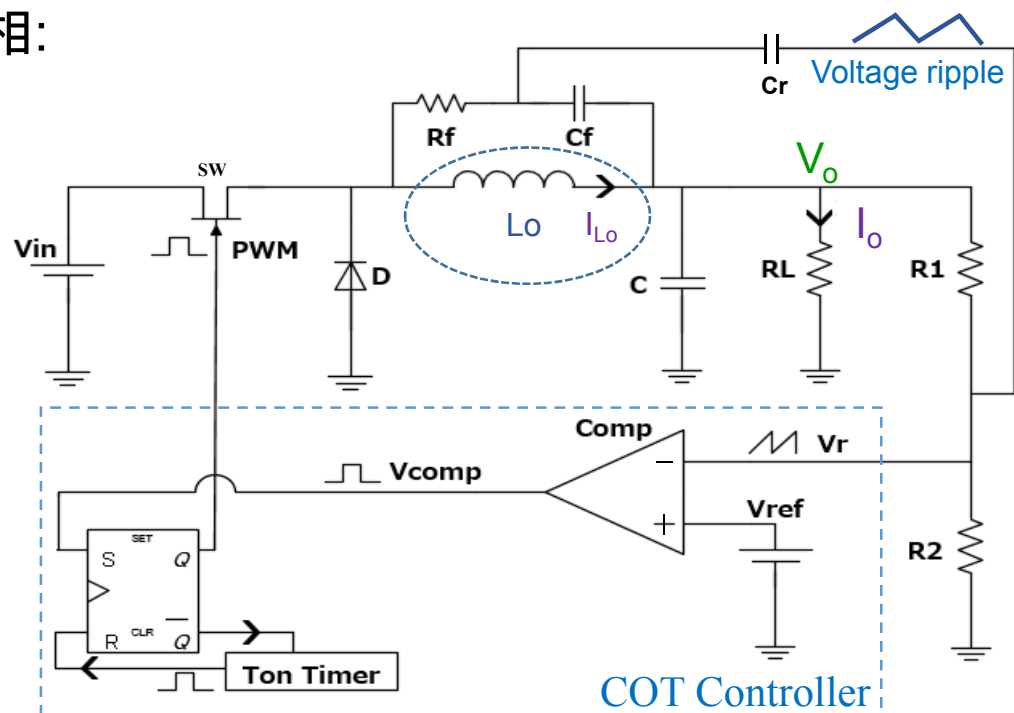 相:
Cr
Voltage ripple
Rf
Cf
SW
Vo
Lo
ILo
Io
Vin
PWM
D
C
RL
R1
Comp
Vcomp
Vr
Vref
R2
SET
S
Q
R
CLR
Q
Ton Timer
COT Controller